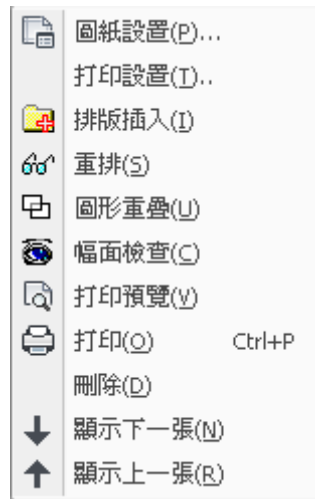 圖紙設置(P)...
打印設置(T)..
排版插入(I)
重排(S)
圖形重疊(U)
幅面檢查(C)
打印預覽(V)
打印(O) Ctrl+P
刪除(D)
顯示下一張(N)
顯示上一張(R)